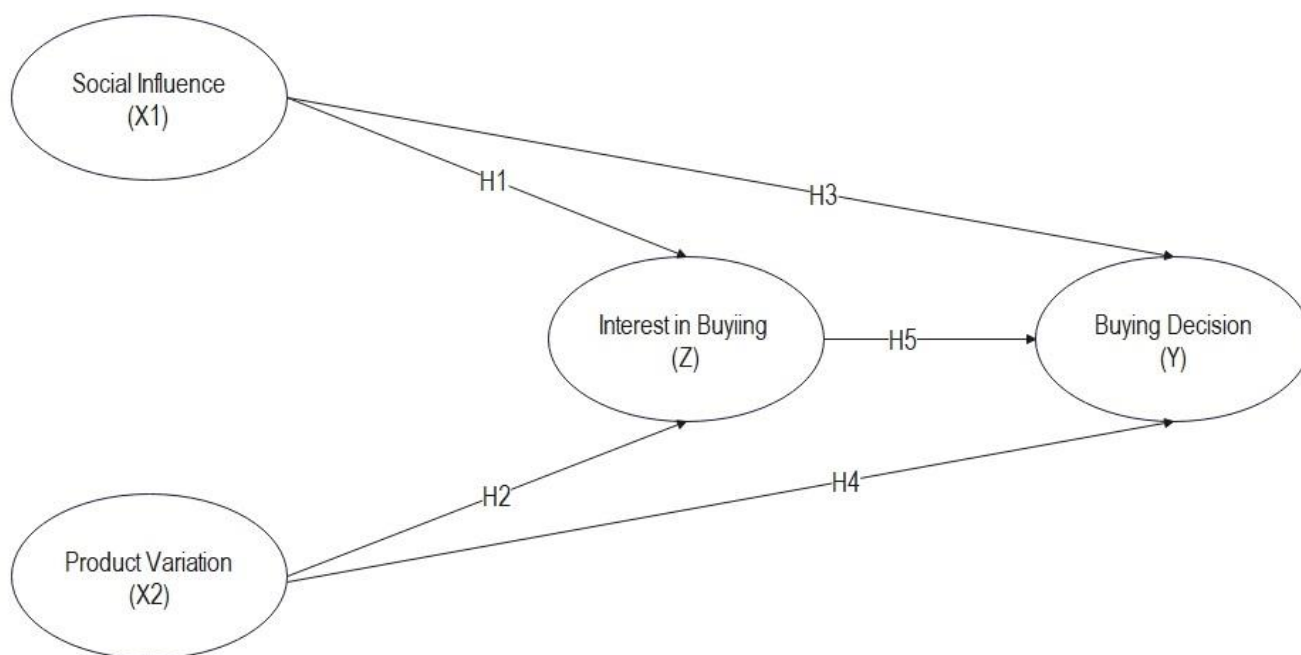 Social Influence
(X1)
H1
H3
Interest in Buyiing
(Z)
H5
Buying Decision
(Y)
H2
H4
Product Variation
(X2)